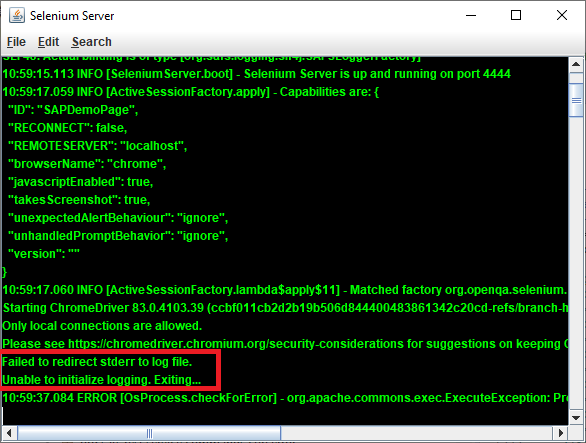 Selenium Server
File Edit Search
SLF4J: Actual binding is of type [org.safs.logging.slf4j.SAFSLoggerFactory]
10:59:15.113 INFO [SeleniumServer.boot] - Selenium Server is up and running on port 4444
10:59:17.059 INFO [ActiveSessionFactory.apply] - Capabilities are: {
"ID": "SAPDemoPage",
"RECONNECT": false,
"REMOTESERVER": "localhost",
"browserName": "chrome",
"javascriptEnabled": true,
"takesScreenshot": true,
"unexpectedAlertBehaviour": "ignore",
"unhandledPromptBehavior": "ignore",
"version": ""
}
10:59:17.060 INFO [ActiveSessionFactory.lambda$apply$11] - Matched factory org.openqa.selenium.
Starting ChromeDriver 83.0.4103.39 (ccbf011cb2d2b19b506d844400483861342c20cd-refs/branch-h
Only local connections are allowed.
Please see https://chromedriver.chromium.org/security-considerations for suggestions on keeping C
Failed to redirect stderr to log file.
Unable to initialize logging. Exiting...
10:59:37.084 ERROR [OsProcess.checkForError] - org.apache.commons.exec.ExecuteException: Pro